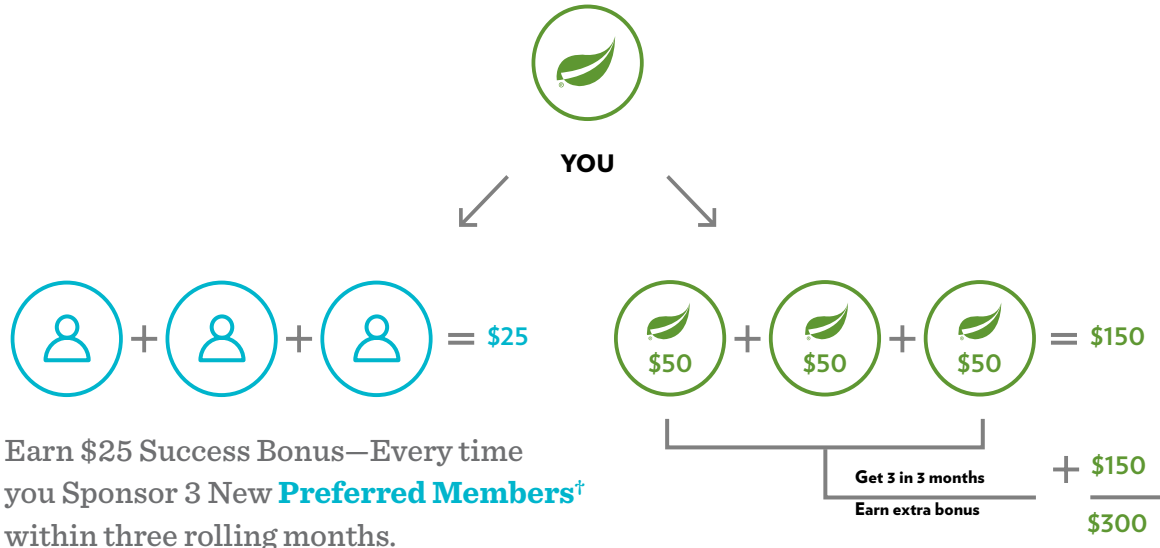 YOU
+ + = $25
$50 + $50 + $50 = $150
Earn $25 Success Bonus—Every time
you Sponsor 3 New Preferred Members†
within three rolling months.
Get 3 in 3 months
Earn extra bonus
+ $150
$300